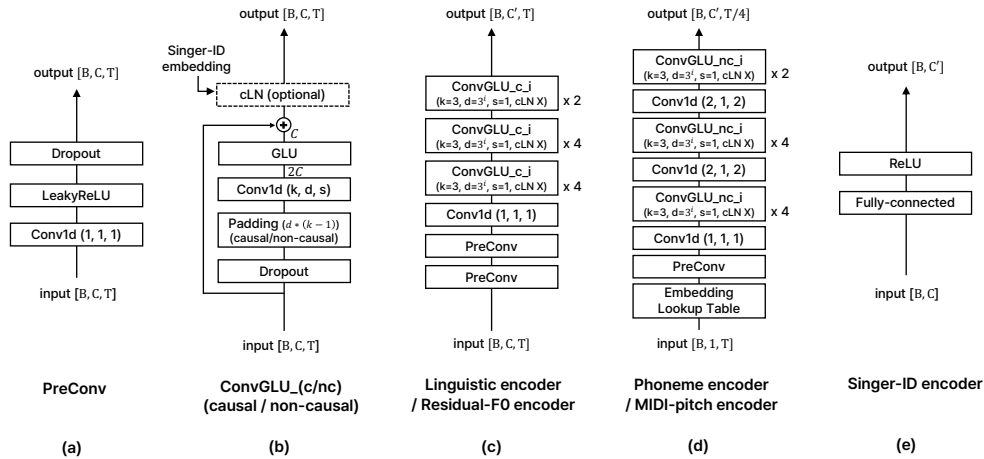 output [B, C, T]
Dropout
LeakyReLU
Conv1d (1, 1, 1)
input [B, C, T]
PreConv
(a)
output [B, C, T]
Singer-ID
embedding
cLN (optional)
C
GLU
2C
Conv1d (k, d, s)
Padding (d * (k − 1))
(causal/non-causal)
Dropout
input [B, C, T]
ConvGLU_(c/nc)
(causal / non-causal)
(b)
output [B, C′, T]
ConvGLU_c_i
(k=3, d=3^i, s=1, cLN X)
x 2
ConvGLU_c_i
(k=3, d=3^i, s=1, cLN X)
x 4
ConvGLU_c_i
(k=3, d=3^i, s=1, cLN X)
x 4
Conv1d (1, 1, 1)
PreConv
PreConv
input [B, C, T]
Linguistic encoder
/ Residual-F0 encoder
(c)
output [B, C′, T/4]
ConvGLU_nc_i
(k=3, d=3^i, s=1, cLN X)
x 2
Conv1d (2, 1, 2)
ConvGLU_nc_i
(k=3, d=3^i, s=1, cLN X)
x 4
Conv1d (2, 1, 2)
ConvGLU_nc_i
(k=3, d=3^i, s=1, cLN X)
x 4
Conv1d (1, 1, 1)
PreConv
Embedding
Lookup Table
input [B, 1, T]
Phoneme encoder
/ MIDI-pitch encoder
(d)
output [B, C′]
ReLU
Fully-connected
input [B, C]
Singer-ID encoder
(e)